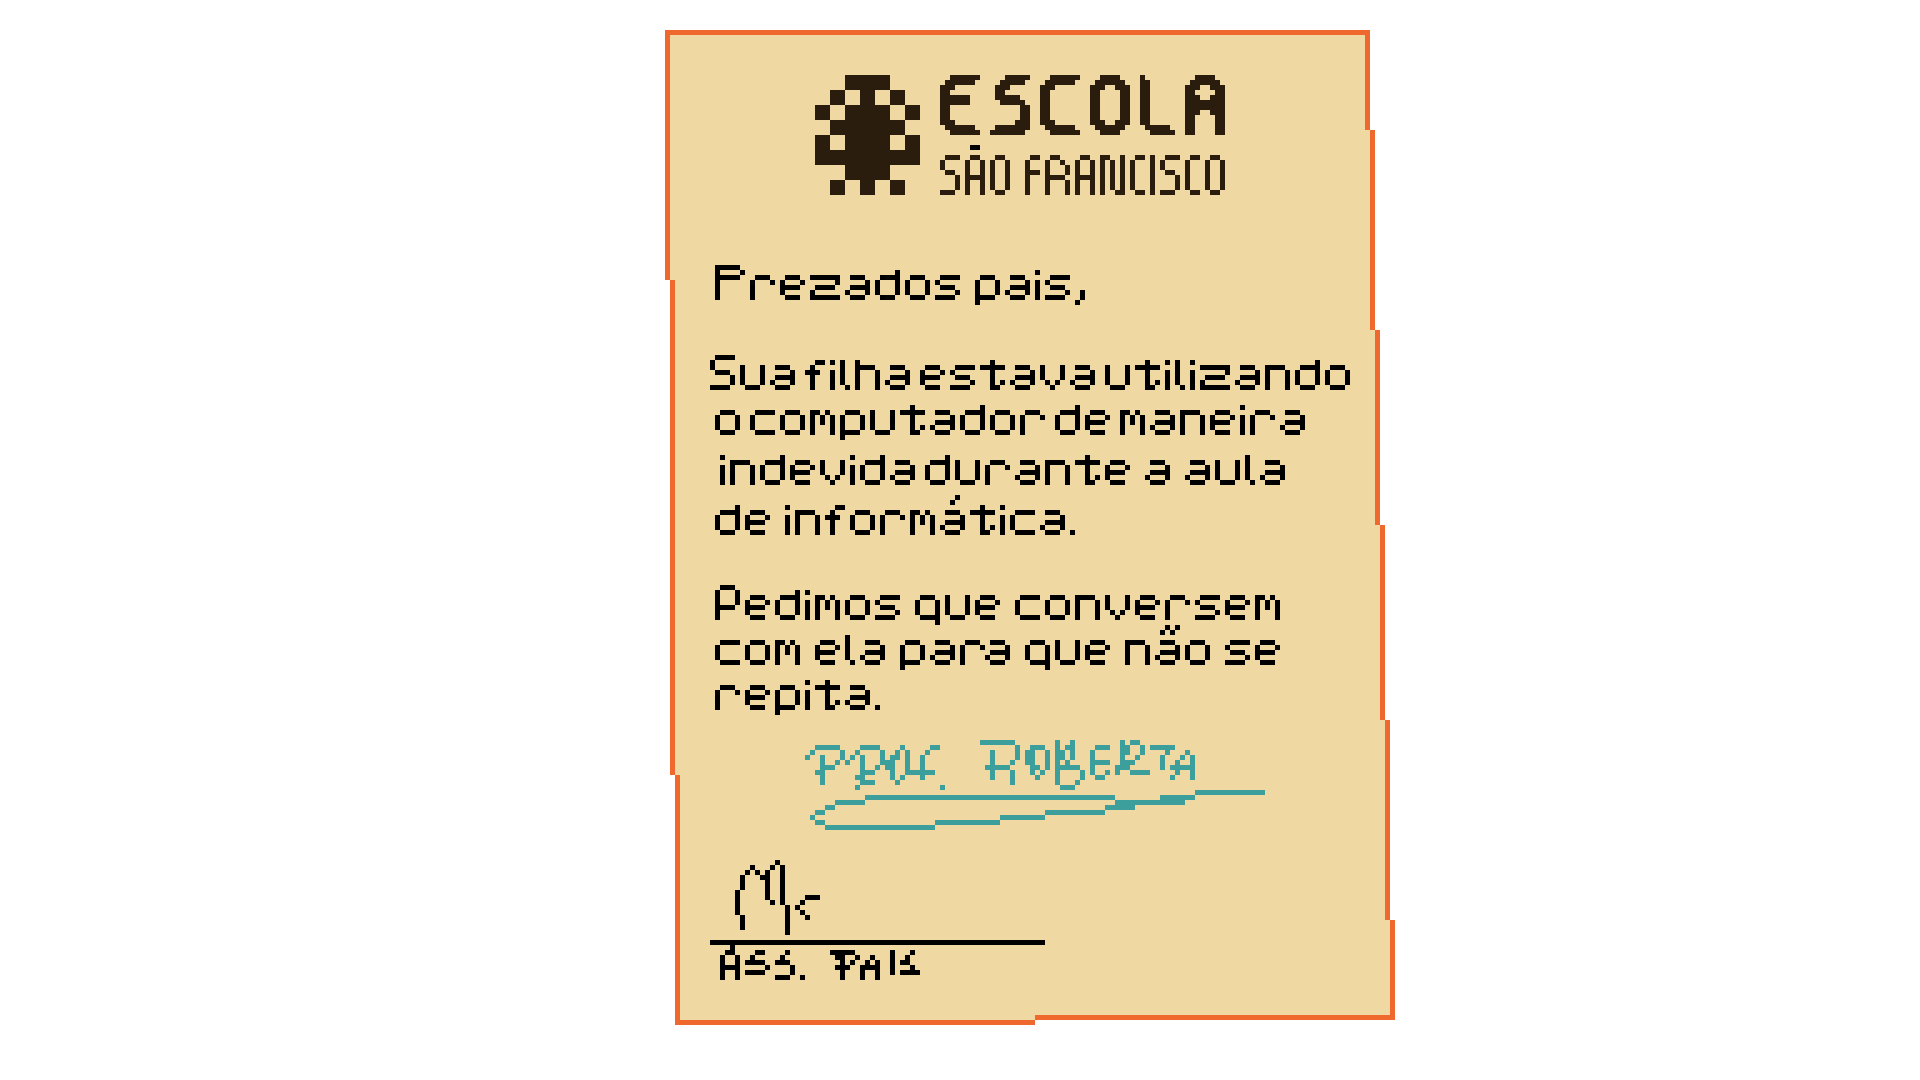 ESCOLA
SÃO FRANCISCO
Prezados pais,
Sua filha estava utilizando
o computador de maneira
indevida durante a aula
de informática.
Pedimos que conversem
com ela para que não se
repita.
PROF. ROBERTA
ASS. PAIS